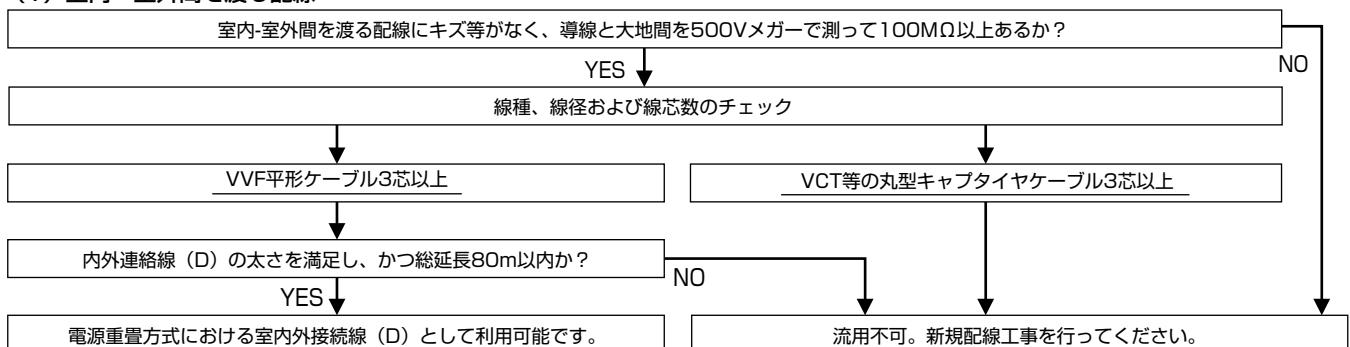 室内-室外間を渡る配線にキズ等がなく、導線と大地間を500Vメガーで測って100MΩ以上あるか？
NO
YES
線種、線径および線芯数のチェック
VVF平形ケーブル3芯以上
VCT等の丸型キャプタイヤケーブル3芯以上
内外連絡線（D）の太さを満足し、かつ総延長80m以内か？
NO
YES
電源重畳方式における室内外接続線（D）として利用可能です。
流用不可。新規配線工事を行ってください。